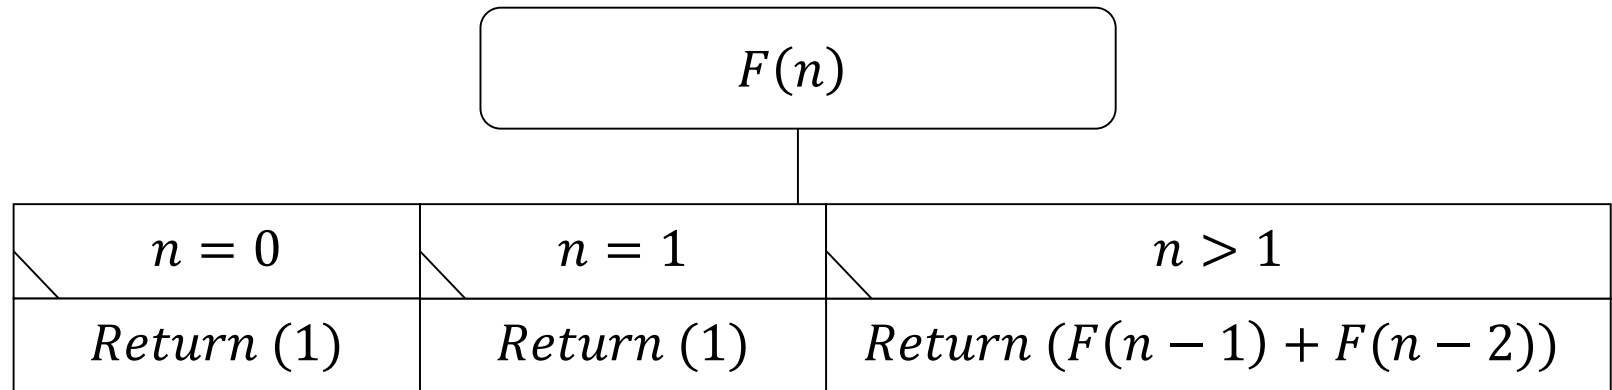 F(n)
n = 0 n = 1 n > 1
Return (1) Return (1) Return (F(n − 1) + F(n − 2))